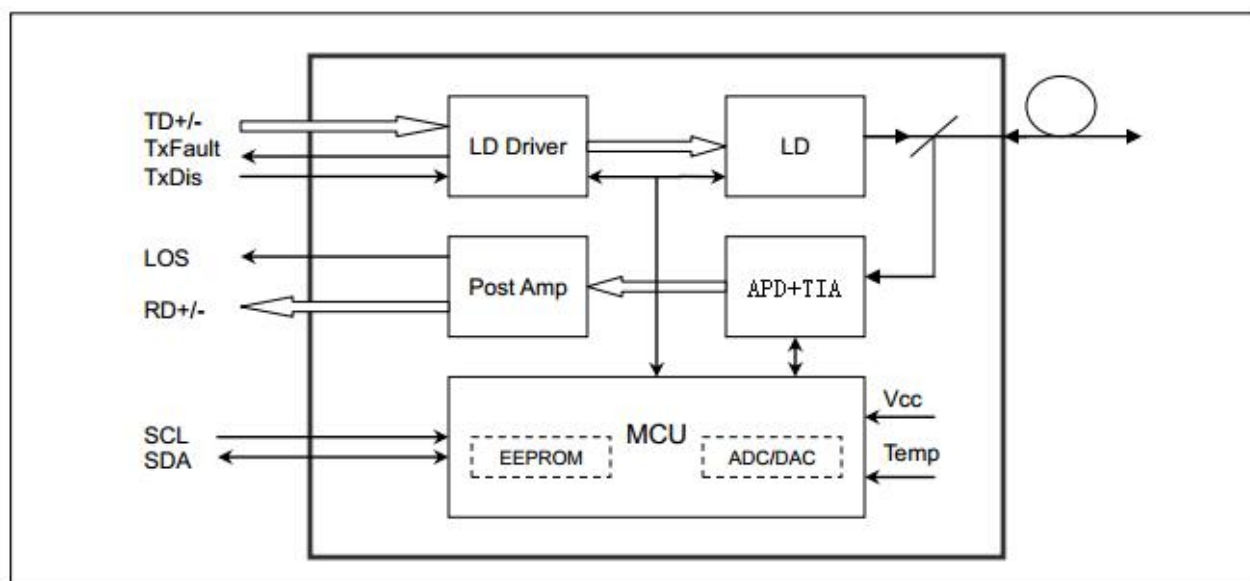 TD+/-
TxFault
TxDis
LD Driver
LD
LOS
RD+/-
Post Amp
APD+TIA
SCL
SDA
MCU
EEPROM
ADC/DAC
Vcc
Temp